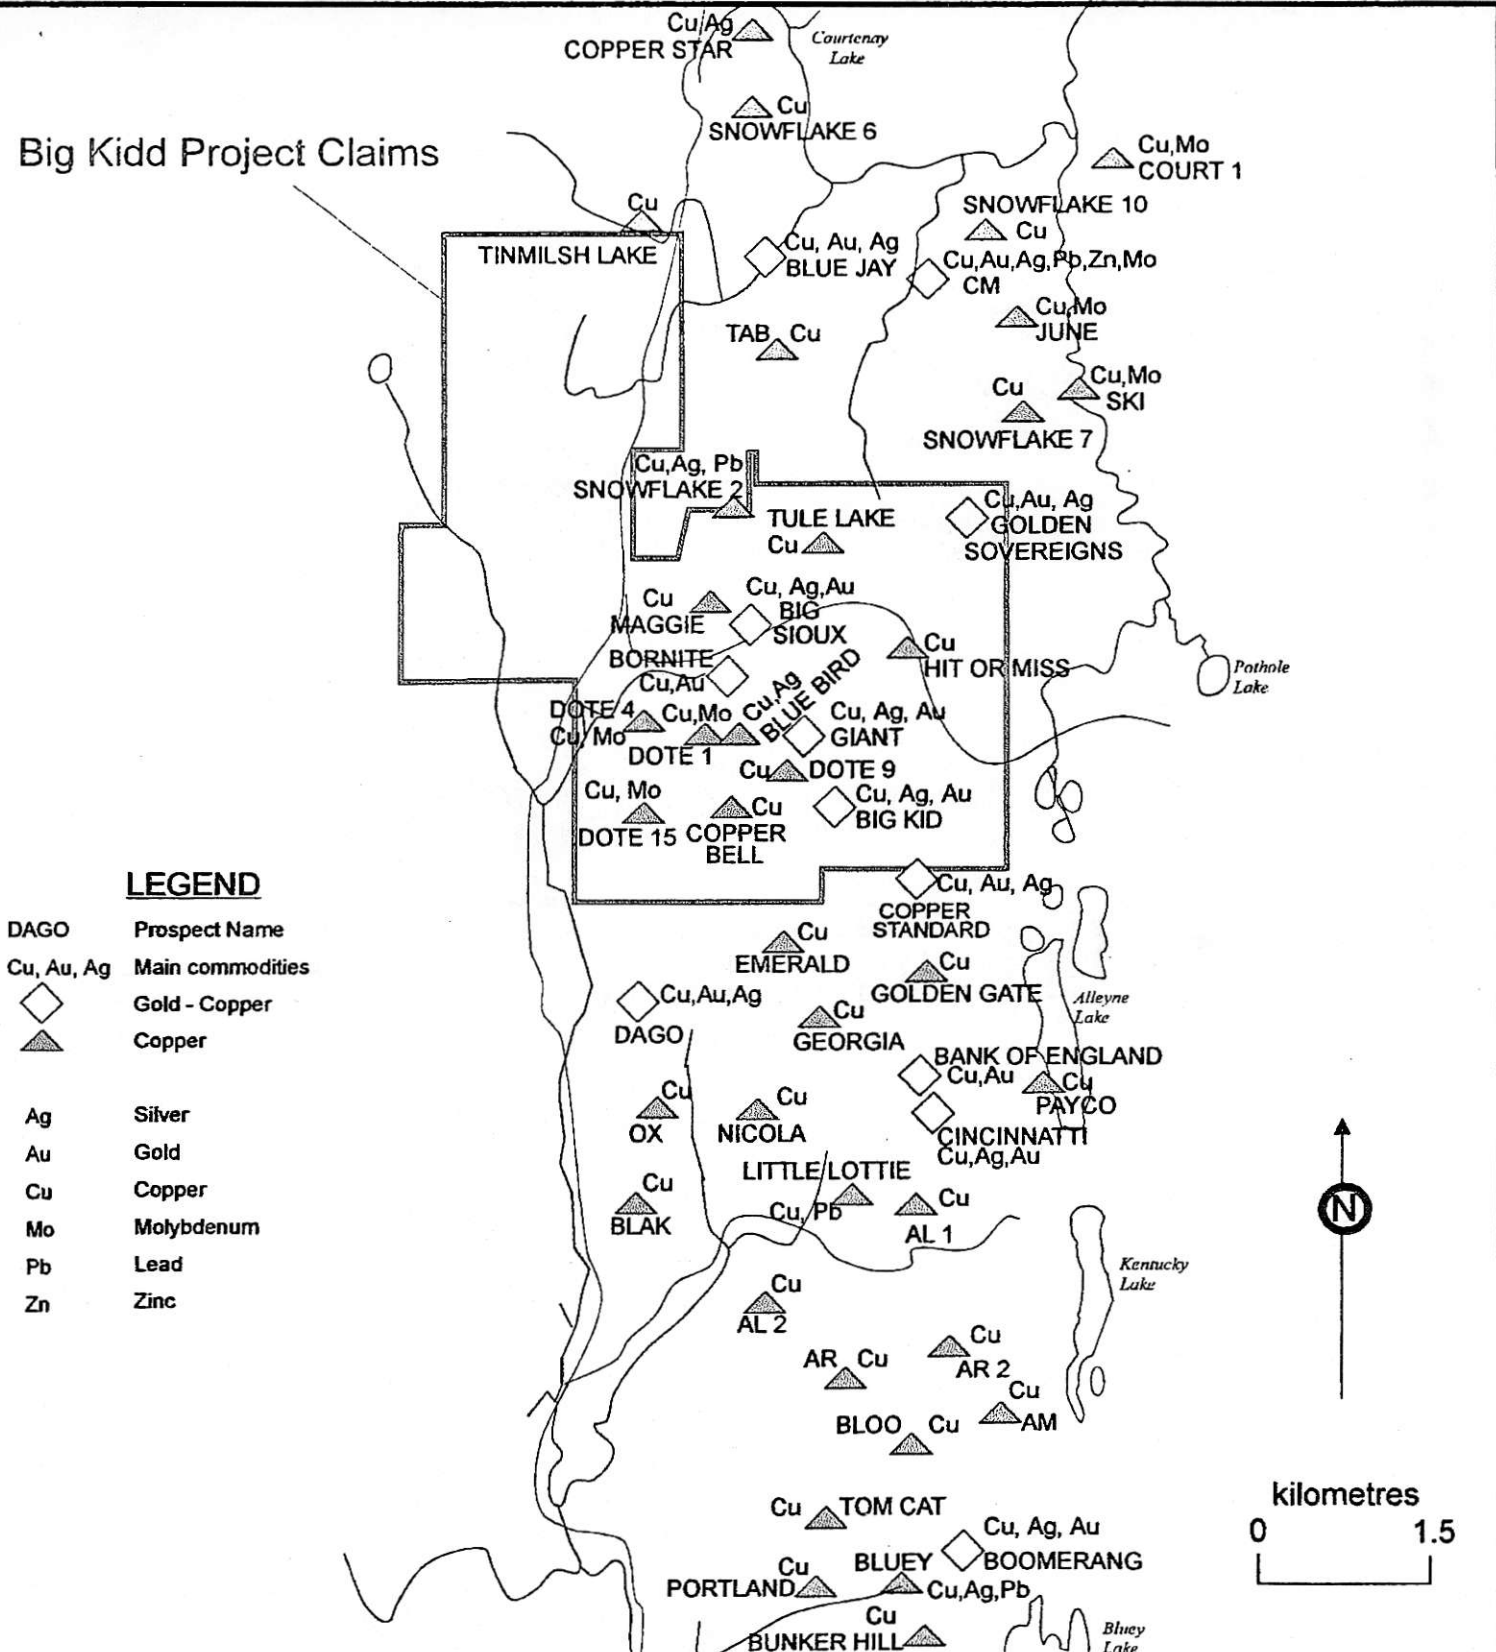 Cu,Ag
COPPER STAR
Courtenay
Lake
Cu
SNOWFLAKE 6
Big Kidd Project Claims
Cu,Mo
COURT 1
Cu
TINMILSH LAKE
SNOWFLAKE 10
Cu
Cu, Au, Ag
BLUE JAY
Cu,Au,Ag,Pb,Zn,Mo
CM
Cu,Mo
JUNE
TAB
Cu
Cu,Mo
SKI
Cu
SNOWFLAKE 7
Cu,Ag, Pb
SNOWFLAKE 2
TULE LAKE
Cu
Cu,Au, Ag
GOLDEN
SOVEREIGNS
Cu
MAGGIE
Cu, Ag,Au
BIG
SIOUX
BORNITE
Cu,Au
Cu
HIT OR MISS
Pothole
Lake
DOTE 4
Cu, Mo
Cu,Mo
DOTE 1
Cu,Ag
BLUE BIRD
Cu, Ag, Au
GIANT
Cu
DOTE 9
Cu, Mo
DOTE 15
Cu
COPPER
BELL
Cu, Ag, Au
BIG KID
Cu, Au, Ag
COPPER
STANDARD
LEGEND
DAGO Prospect Name
Cu, Au, Ag Main commodities
Gold - Copper
Copper
Ag Silver
Au Gold
Cu Copper
Mo Molybdenum
Pb Lead
Zn Zinc
Cu
EMERALD
Cu
GOLDEN GATE
Alleyne
Lake
Cu,Au,Ag
DAGO
Cu
GEORGIA
BANK OF ENGLAND
Cu,Au
Cu
PAYCO
Cu
OX
Cu
NICOLA
CINCINNATTI
Cu,Ag,Au
LITTLE LOTTIE
Cu, Pb
Cu
BLAK
Cu
AL 1
Kentucky
Lake
Cu
AL 2
AR
Cu
Cu
AR 2
Cu
AM
BLOO
Cu
Cu
TOM CAT
Cu, Ag, Au
BOOMERANG
Cu
PORTLAND
BLUEY
Cu,Ag,Pb
Cu
BUNKER HILL
Bluey
Lake
kilometres
0 1.5
N